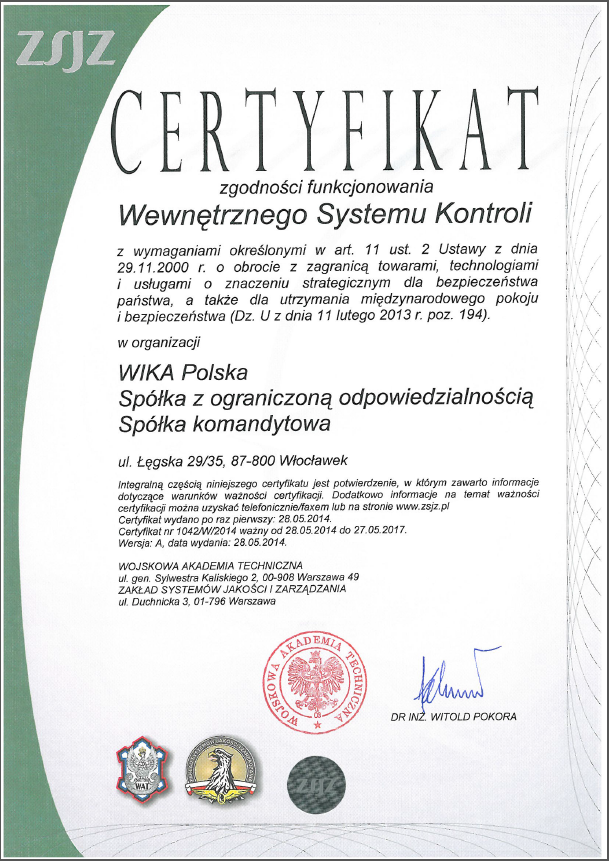 ZSJZ
CERTYFIKAT
zgodności funkcjonowania
Wewnętrznego Systemu Kontroli
z wymaganiami określonymi w art. 11 ust. 2 Ustawy z dnia
29.11.2000 r. o obrocie z zagranicą towarami, technologiami
i usługami o znaczeniu strategicznym dla bezpieczeństwa
państwa, a także dla utrzymania międzynarodowego pokoju
i bezpieczeństwa (Dz. U z dnia 11 lutego 2013 r. poz. 194).
w organizacji
WIKA Polska
Spółka z ograniczoną odpowiedzialnością
Spółka komandytowa
ul. Łęgska 29/35, 87-800 Włocławek
Integralną częścią niniejszego certyfikatu jest potwierdzenie, w którym zawarto informacje
dotyczące warunków ważności certyfikacji. Dodatkowo informacje na temat ważności
certyfikacji można uzyskać telefonicznie/faxem lub na stronie www.zsjz.pl
Certyfikat wydano po raz pierwszy: 28.05.2014.
Certyfikat nr 1042/W/2014 ważny od 28.05.2014 do 27.05.2017.
Wersja: A, data wydania: 28.05.2014.
WOJSKOWA AKADEMIA TECHNICZNA
ul. gen. Sylwestra Kaliskiego 2, 00-908 Warszawa 49
ZAKŁAD SYSTEMÓW JAKOŚCI I ZARZĄDZANIA
ul. Duchnicka 3, 01-796 Warszawa
WOJSKOWA AKADEMIA TECHNICZNA
03
DR INŻ. WITOLD POKORA
WAT
ZSJZ